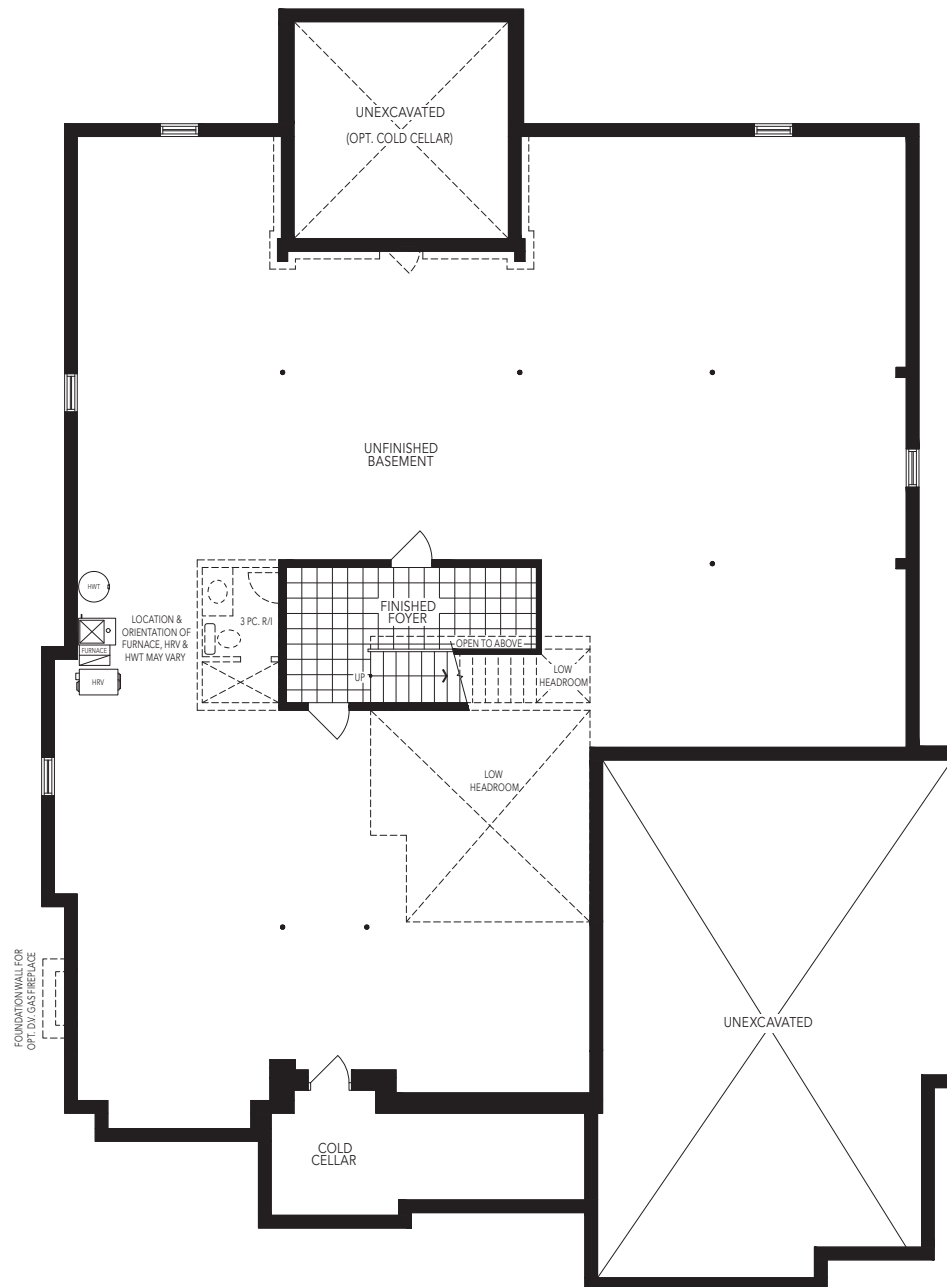 UNEXCAVATED
(OPT. COLD CELLAR)
UNFINISHED
BASEMENT
HWT
LOCATION &
ORIENTATION OF
FURNACE, HRV &
HWT MAY VARY
FURNACE
HRV
3 PC. R/I
FINISHED
FOYER
OPEN TO ABOVE
UP
LOW
HEADROOM
LOW
HEADROOM
FOUNDATION WALL FOR
OPT. D.V. GAS FIREPLACE
UNEXCAVATED
COLD
CELLAR